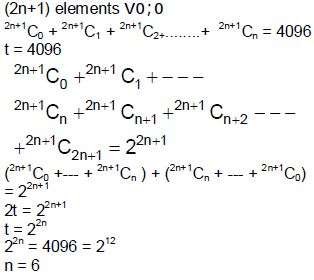 (2n+1) elements V0 ; 0
²ⁿ⁺¹C₀ + ²ⁿ⁺¹C₁ + ²ⁿ⁺¹C₂₊........+ ²ⁿ⁺¹Cₙ = 4096
t = 4096
²ⁿ⁺¹C₀ +²ⁿ⁺¹C₁ + – – –
²ⁿ⁺¹Cₙ +²ⁿ⁺¹Cₙ₊₁ +²ⁿ⁺¹Cₙ₊₂ – – –
+²ⁿ⁺¹C₂ₙ₊₁ = 2²ⁿ⁺¹
(²ⁿ⁺¹C₀ +--- + ²ⁿ⁺¹Cₙ ) + (²ⁿ⁺¹Cₙ + --- + ²ⁿ⁺¹C₀)
= 2²ⁿ⁺¹
2t = 2²ⁿ⁺¹
t = 2²ⁿ
2²ⁿ = 4096 = 2¹²
n = 6